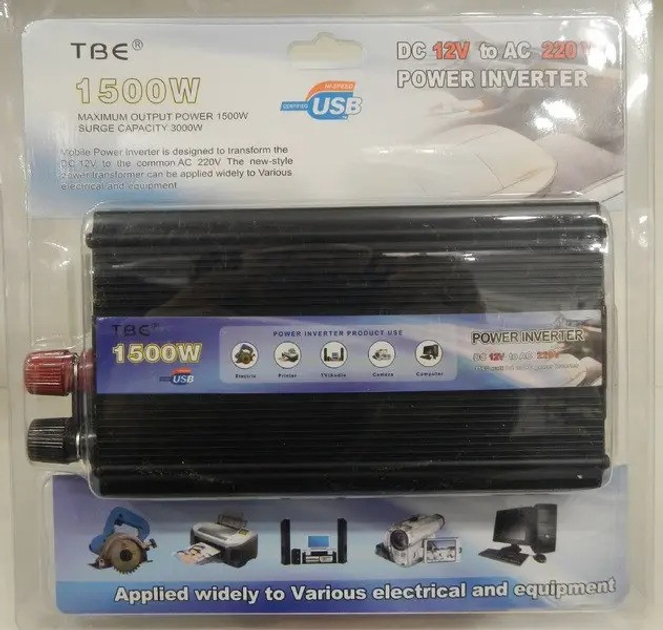 TBE®
DC 12V to AC 220V
POWER INVERTER
1500W
MAXIMUM OUTPUT POWER 1500W
SURGE CAPACITY 3000W
HI-SPEED
CERTIFIED
USB
Mobile Power Inverter is designed to transform the
DC 12V to the common AC 220V The new-style
power transformer can be applied widely to Various
electrical and equipment
TBE
1500W
USB
POWER INVERTER PRODUCT USE
Electric Printer TV/Audio Camera Computer
POWER INVERTER
DC 12V to AC 220V
Applied widely to Various electrical and equipment